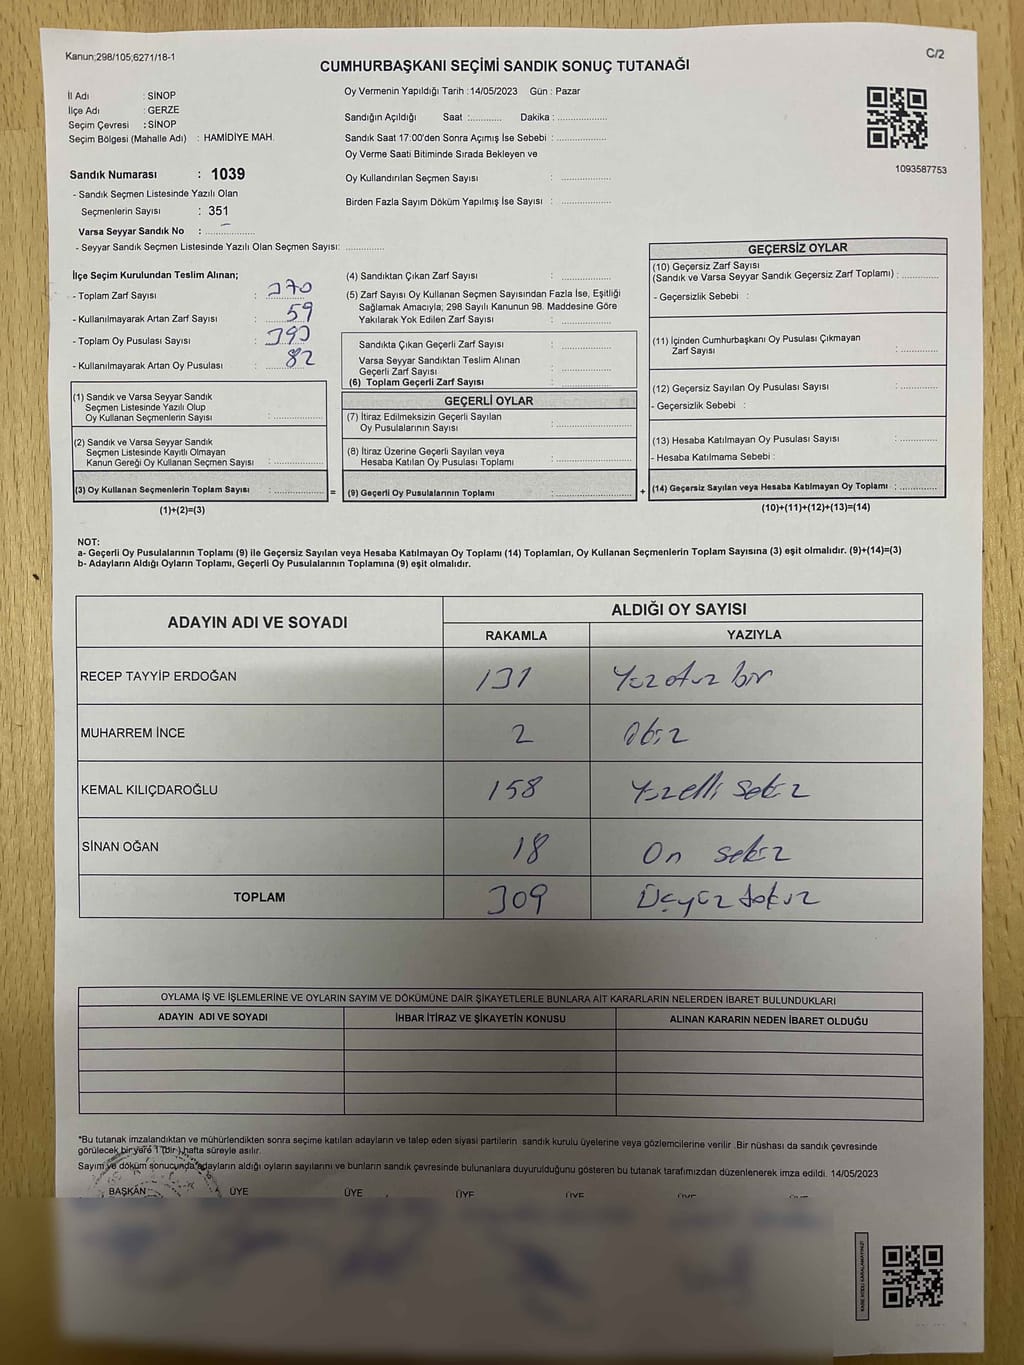 Kanun;298/105;6271/18-1
C/2
CUMHURBAŞKANI SEÇİMİ SANDIK SONUÇ TUTANAĞI
İl Adı : SİNOP
İlçe Adı : GERZE
Seçim Çevresi : SİNOP
Seçim Bölgesi (Mahalle Adı) : HAMİDİYE MAH.
Sandık Numarası : 1039
- Sandık Seçmen Listesinde Yazılı Olan
Seçmenlerin Sayısı : 351
Varsa Seyyar Sandık No : –
- Seyyar Sandık Seçmen Listesinde Yazılı Olan Seçmen Sayısı: ............
Oy Vermenin Yapıldığı Tarih :14/05/2023 Gün : Pazar
Sandığın Açıldığı Saat :.......... Dakika : ................
Sandık Saat 17:00'den Sonra Açımış İse Sebebi : ................
Oy Verme Saati Bitiminde Sırada Bekleyen ve
Oy Kullandırılan Seçmen Sayısı : ................
Birden Fazla Sayım Döküm Yapılmış İse Sayısı : ................
1093587753
İlçe Seçim Kurulundan Teslim Alınan;
- Toplam Zarf Sayısı : 370
- Kullanılmayarak Artan Zarf Sayısı : 59
- Toplam Oy Pusulası Sayısı : 390
- Kullanılmayarak Artan Oy Pusulası : 82
(1) Sandık ve Varsa Seyyar Sandık
Seçmen Listesinde Yazılı Olup
Oy Kullanan Seçmenlerin Sayısı : ................
(2) Sandık ve Varsa Seyyar Sandık
Seçmen Listesinde Kayıtlı Olmayan
Kanun Gereği Oy Kullanan Seçmen Sayısı : ................
(3) Oy Kullanan Seçmenlerin Toplam Sayısı : ................
(1)+(2)=(3)
(4) Sandıktan Çıkan Zarf Sayısı : ................
(5) Zarf Sayısı Oy Kullanan Seçmen Sayısından Fazla İse, Eşitliği
Sağlamak Amacıyla; 298 Sayılı Kanunun 98. Maddesine Göre
Yakılarak Yok Edilen Zarf Sayısı : ................
Sandıkta Çıkan Geçerli Zarf Sayısı : ................
Varsa Seyyar Sandıktan Teslim Alınan
Geçerli Zarf Sayısı : ................
(6) Toplam Geçerli Zarf Sayısı : ................
GEÇERLİ OYLAR
(7) İtiraz Edilmeksizin Geçerli Sayılan
Oy Pusulalarının Sayısı : ................
(8) İtiraz Üzerine Geçerli Sayılan veya
Hesaba Katılan Oy Pusulası Toplamı : ................
= (9) Geçerli Oy Pusulalarının Toplamı : ................ +
GEÇERSİZ OYLAR
(10) Geçersiz Zarf Sayısı
(Sandık ve Varsa Seyyar Sandık Geçersiz Zarf Toplamı) : ............
- Geçersizlik Sebebi :
(11) İçinden Cumhurbaşkanı Oy Pusulası Çıkmayan
Zarf Sayısı : ............
(12) Geçersiz Sayılan Oy Pusulası Sayısı : ............
- Geçersizlik Sebebi :
(13) Hesaba Katılmayan Oy Pusulası Sayısı : ............
- Hesaba Katılmama Sebebi :
(14) Geçersiz Sayılan veya Hesaba Katılmayan Oy Toplamı : ............
(10)+(11)+(12)+(13)=(14)
NOT:
a- Geçerli Oy Pusulalarının Toplamı (9) ile Geçersiz Sayılan veya Hesaba Katılmayan Oy Toplamı (14) Toplamları, Oy Kullanan Seçmenlerin Toplam Sayısına (3) eşit olmalıdır. (9)+(14)=(3)
b- Adayların Aldığı Oyların Toplamı, Geçerli Oy Pusulalarının Toplamına (9) eşit olmalıdır.
ADAYIN ADI VE SOYADI ALDIĞI OY SAYISI
RAKAMLA YAZIYLA
RECEP TAYYİP ERDOĞAN 131 Yüz otuz bir
MUHARREM İNCE 2
KEMAL KILIÇDAROĞLU 158 Yüzelli sekiz
SİNAN OĞAN 18 On sekiz
TOPLAM 309 Üçyüz dokuz
OYLAMA İŞ VE İŞLEMLERİNE VE OYLARIN SAYIM VE DÖKÜMÜNE DAİR ŞİKAYETLERLE BUNLARA AİT KARARLARIN NELERDEN İBARET BULUNDUKLARI
ADAYIN ADI VE SOYADI İHBAR İTİRAZ VE ŞİKAYETİN KONUSU ALINAN KARARIN NEDEN İBARET OLDUĞU
*Bu tutanak imzalandıktan ve mühürlendikten sonra seçime katılan adayların ve talep eden siyasi partilerin sandık kurulu üyelerine veya gözlemcilerine verilir .Bir nüshası da sandık çevresinde
görülecek bir yere 1 (bir ) hafta süreyle asılır.
Sayım ve döküm sonucunda adayların aldığı oyların sayılarını ve bunların sandık çevresinde bulunanlara duyurulduğunu gösteren bu tutanak tarafımızdan düzenlenerek imza edildi. 14/05/2023
BAŞKAN ÜYE ÜYE ÜYE ÜYE ÜYE ÜYE